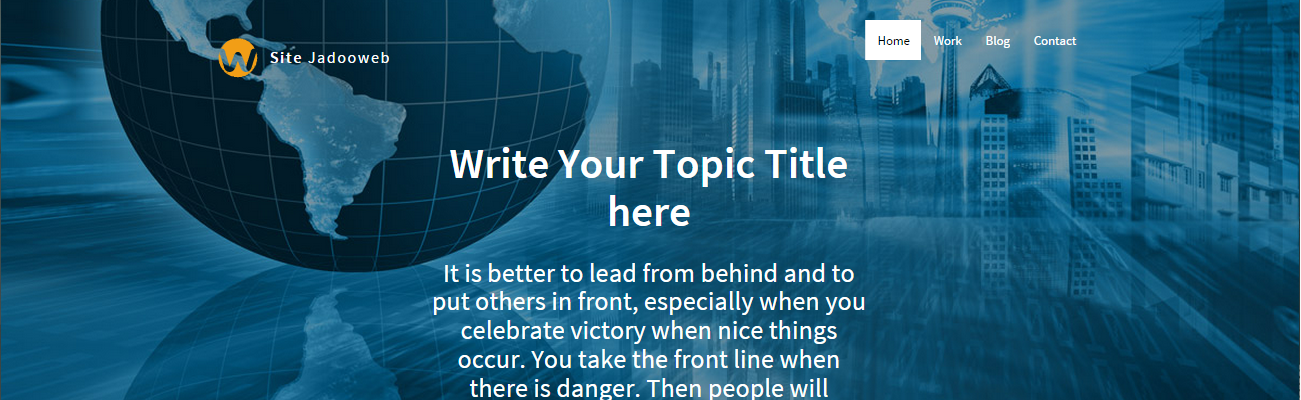 Site Jadooweb
Home Work Blog Contact
Write Your Topic Title
here
It is better to lead from behind and to
put others in front, especially when you
celebrate victory when nice things
occur. You take the front line when
there is danger. Then people will